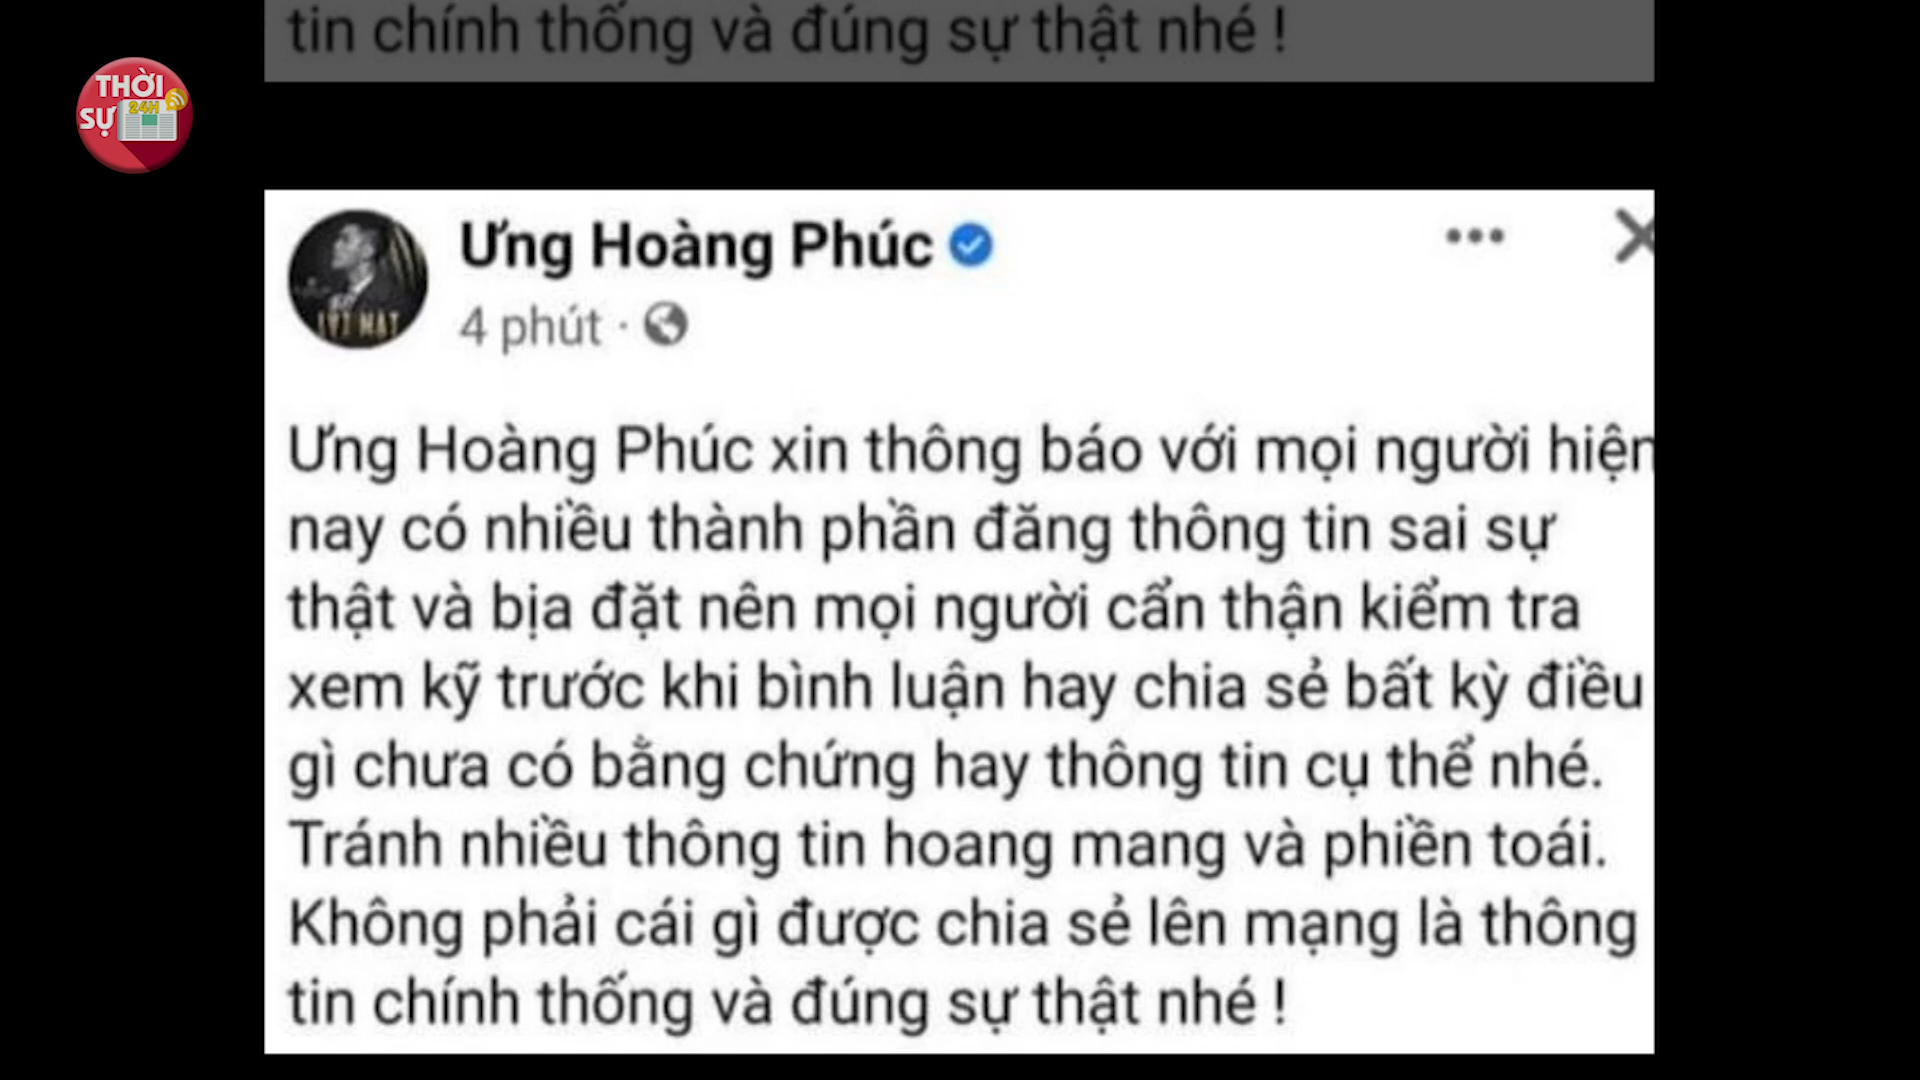 tin chính thống và đúng sự thật nhé !
THỜI
SỰ 24H
Ưng Hoàng Phúc
4 phút ·
Ưng Hoàng Phúc xin thông báo với mọi người hiện
nay có nhiều thành phần đăng thông tin sai sự
thật và bịa đặt nên mọi người cẩn thận kiểm tra
xem kỹ trước khi bình luận hay chia sẻ bất kỳ điều
gì chưa có bằng chứng hay thông tin cụ thể nhé.
Tránh nhiều thông tin hoang mang và phiền toái.
Không phải cái gì được chia sẻ lên mạng là thông
tin chính thống và đúng sự thật nhé !